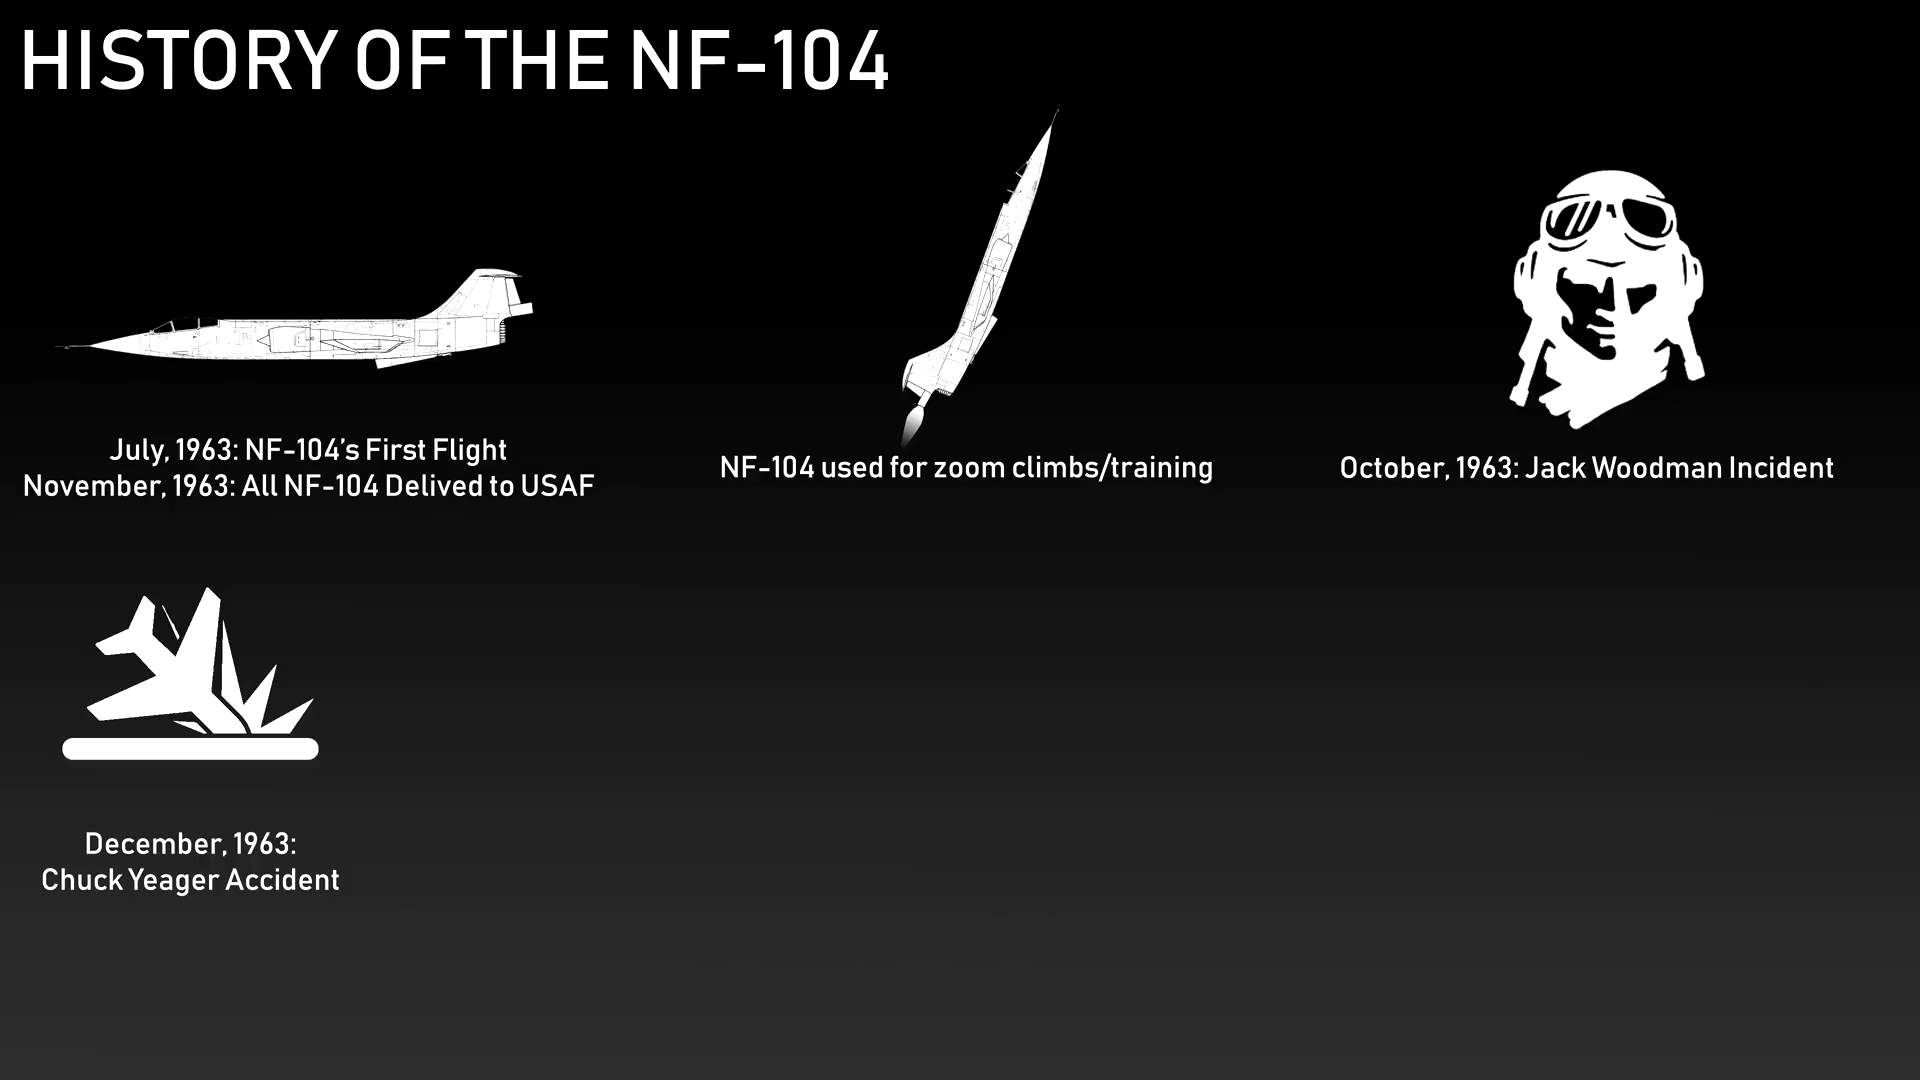 HISTORY OF THE NF-104
July, 1963: NF-104’s First Flight
November, 1963: All NF-104 Delived to USAF
NF-104 used for zoom climbs/training
October, 1963: Jack Woodman Incident
December, 1963:
Chuck Yeager Accident